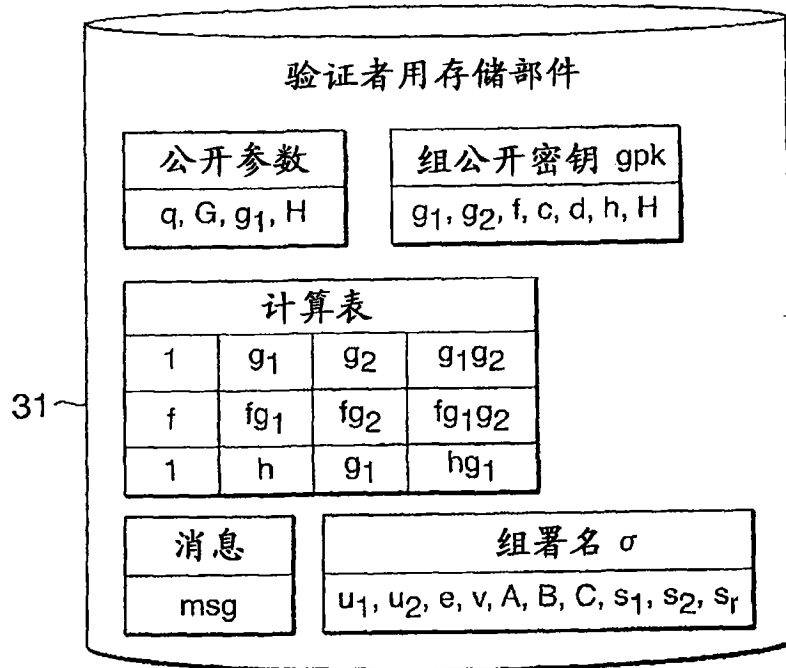 验证者用存储部件
公开参数
q, G, g1, H
组公开密钥 gpk
g1, g2, f, c, d, h, H
计算表
1 g1 g2 g1g2
f fg1 fg2 fg1g2
1 h g1 hg1
31
消息
msg
组署名 σ
u1, u2, e, v, A, B, C, s1, s2, sr